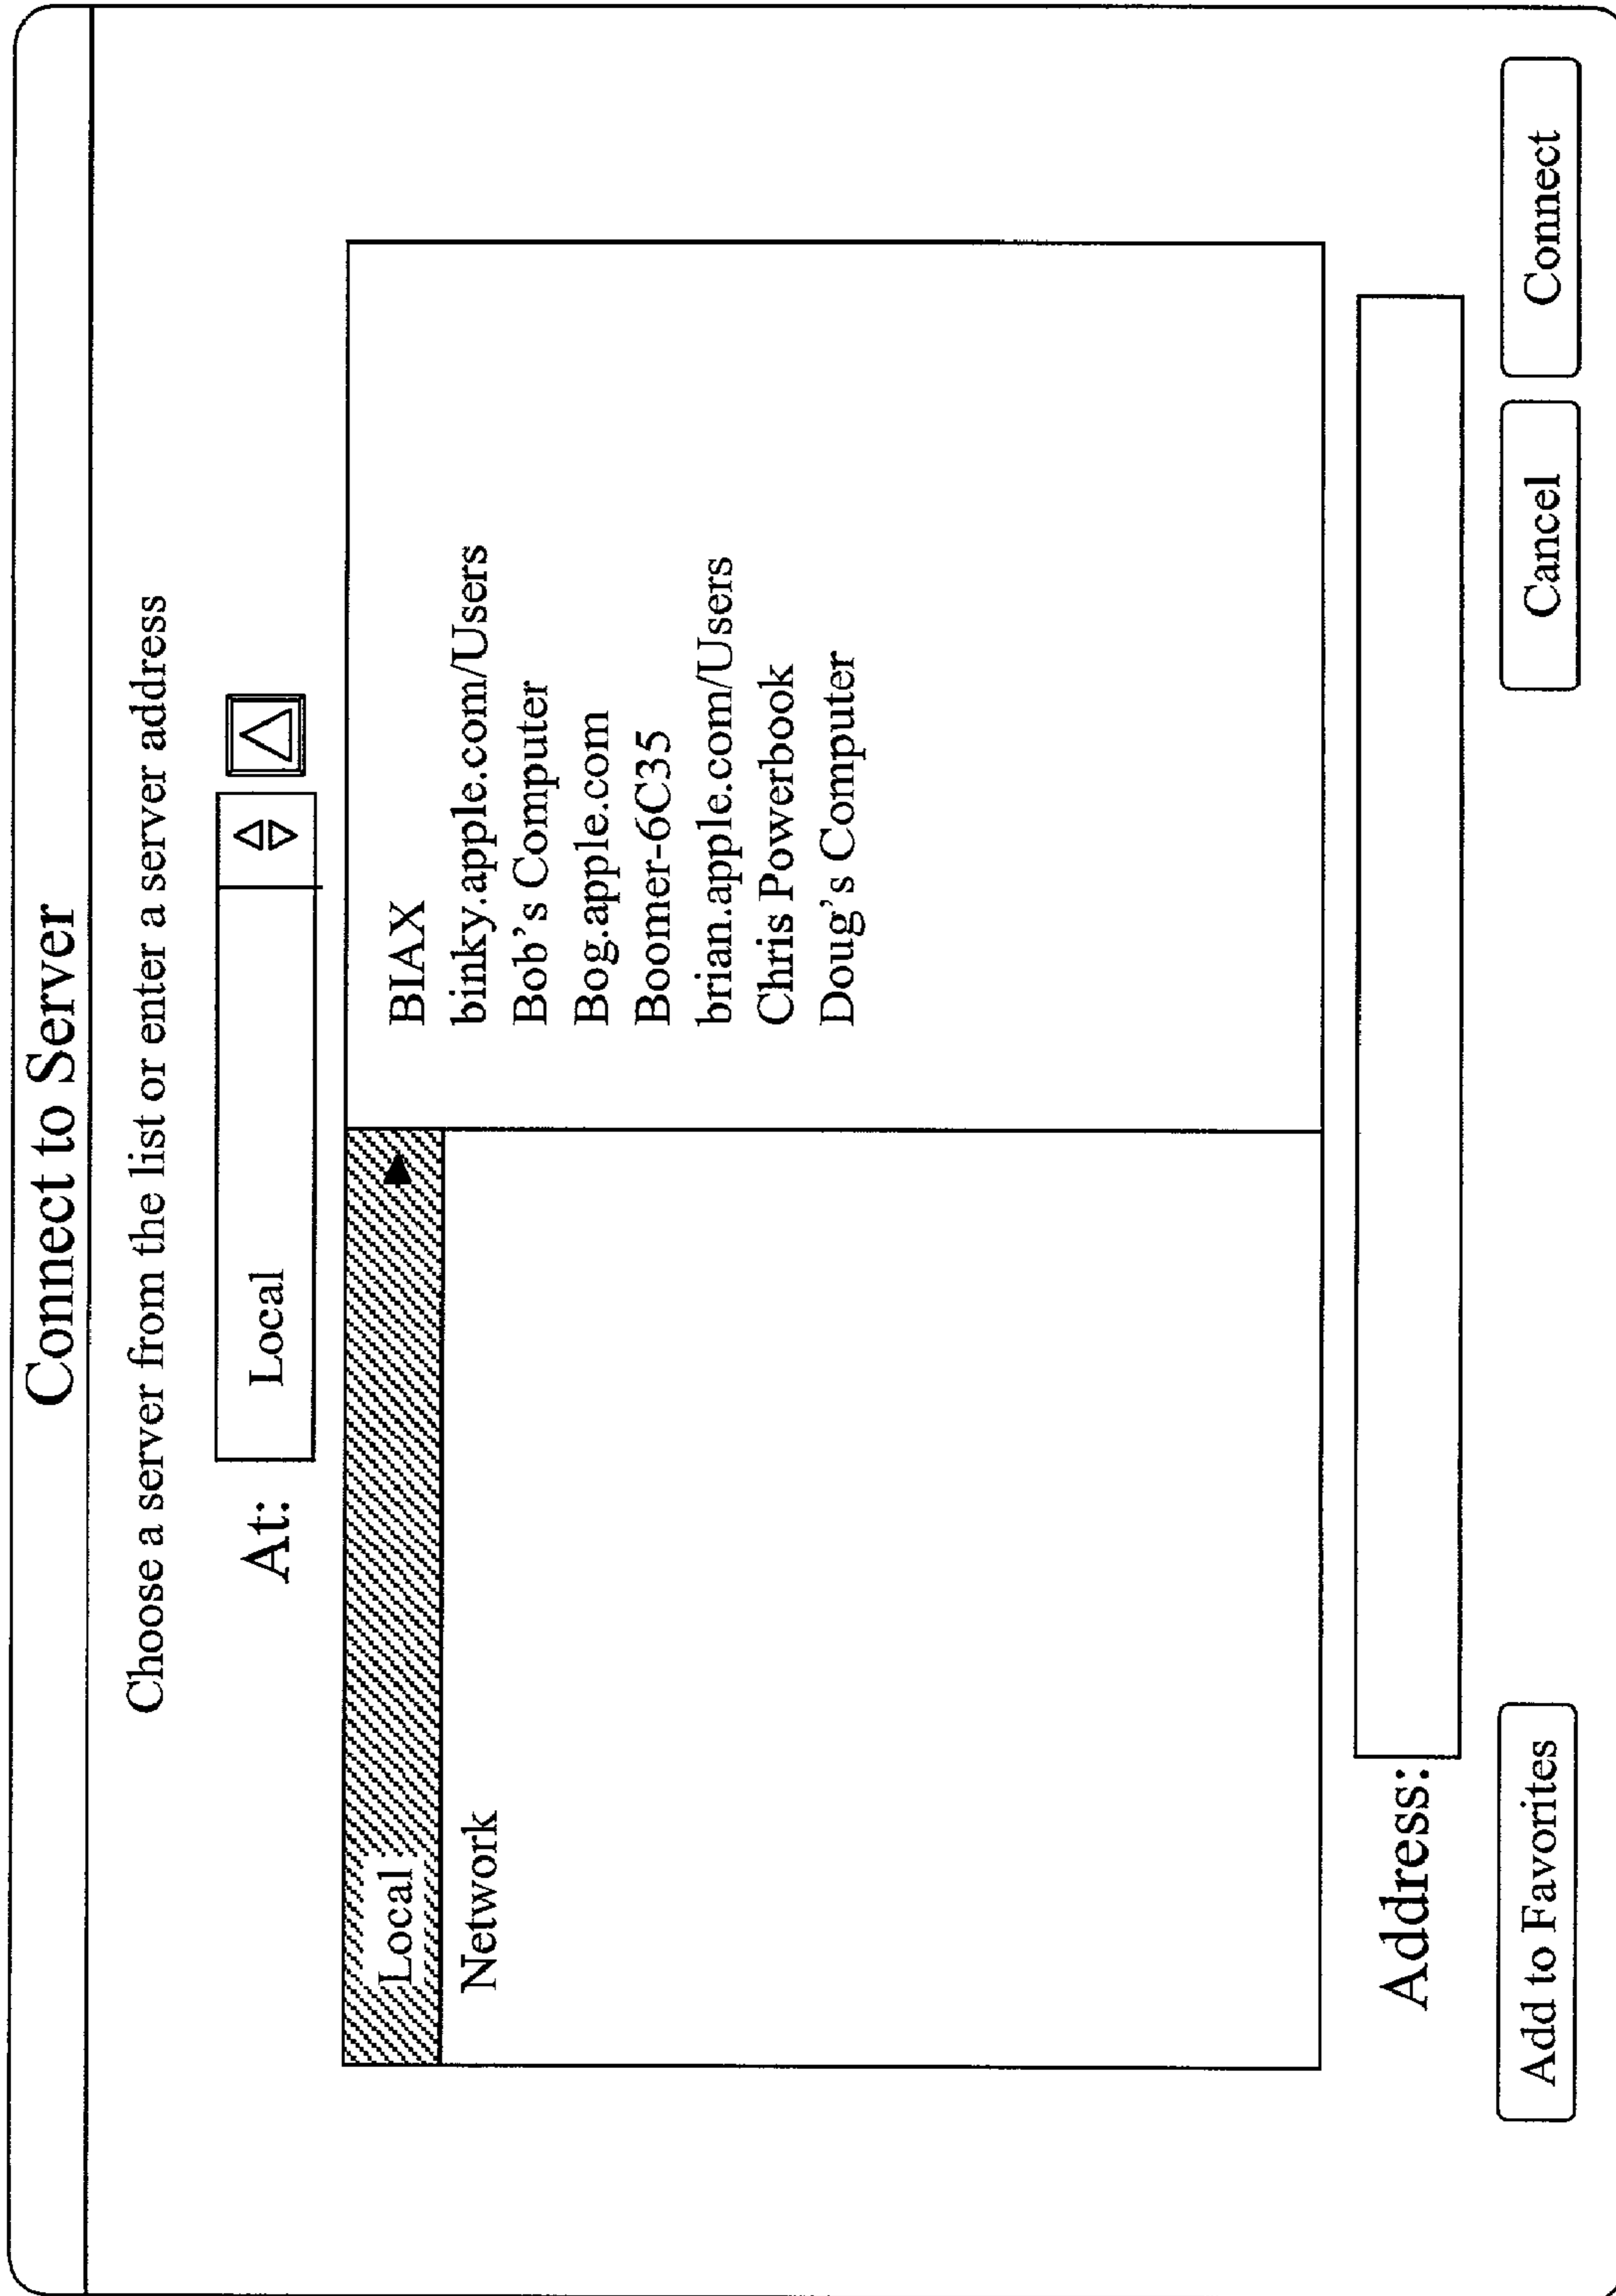 Connect to Server
Choose a server from the list or enter a server address
At: Local
Local
Network
BIAX
binky.apple.com/Users
Bob's Computer
Bog.apple.com
Boomer-6C35
brian.apple.com/Users
Chris Powerbook
Doug's Computer
Address:
Add to Favorites
Cancel
Connect